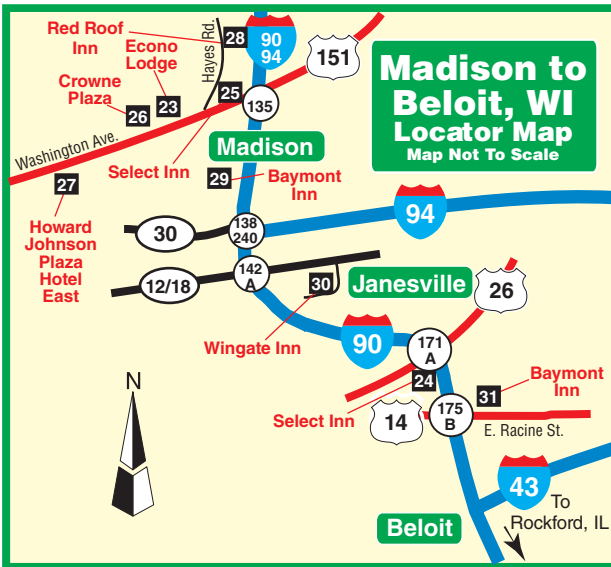 Madison to
Beloit, WI
Locator Map
Map Not To Scale
Red Roof
Inn
28
Hayes Rd.
90
94
151
Econo
Lodge
Crowne
Plaza
26
23
25
135
Washington Ave.
Select Inn
Madison
27
29
Baymont
Inn
Howard
Johnson
Plaza
Hotel
East
30
138
240
94
12/18
142
A
30
Janesville
26
Wingate Inn
90
171
A
24
Select Inn
31
Baymont
Inn
14
175
B
E. Racine St.
N
43
To
Rockford, IL
Beloit